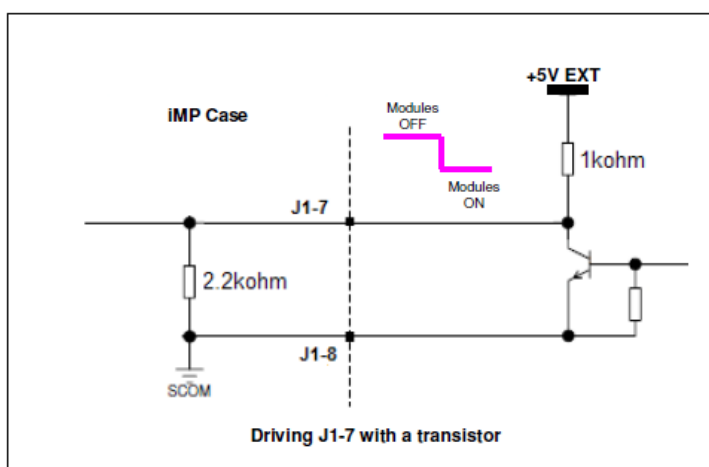 +5V EXT
iMP Case
Modules
OFF
1kohm
Modules
ON
J1-7
2.2kohm
J1-8
SCOM
Driving J1-7 with a transistor